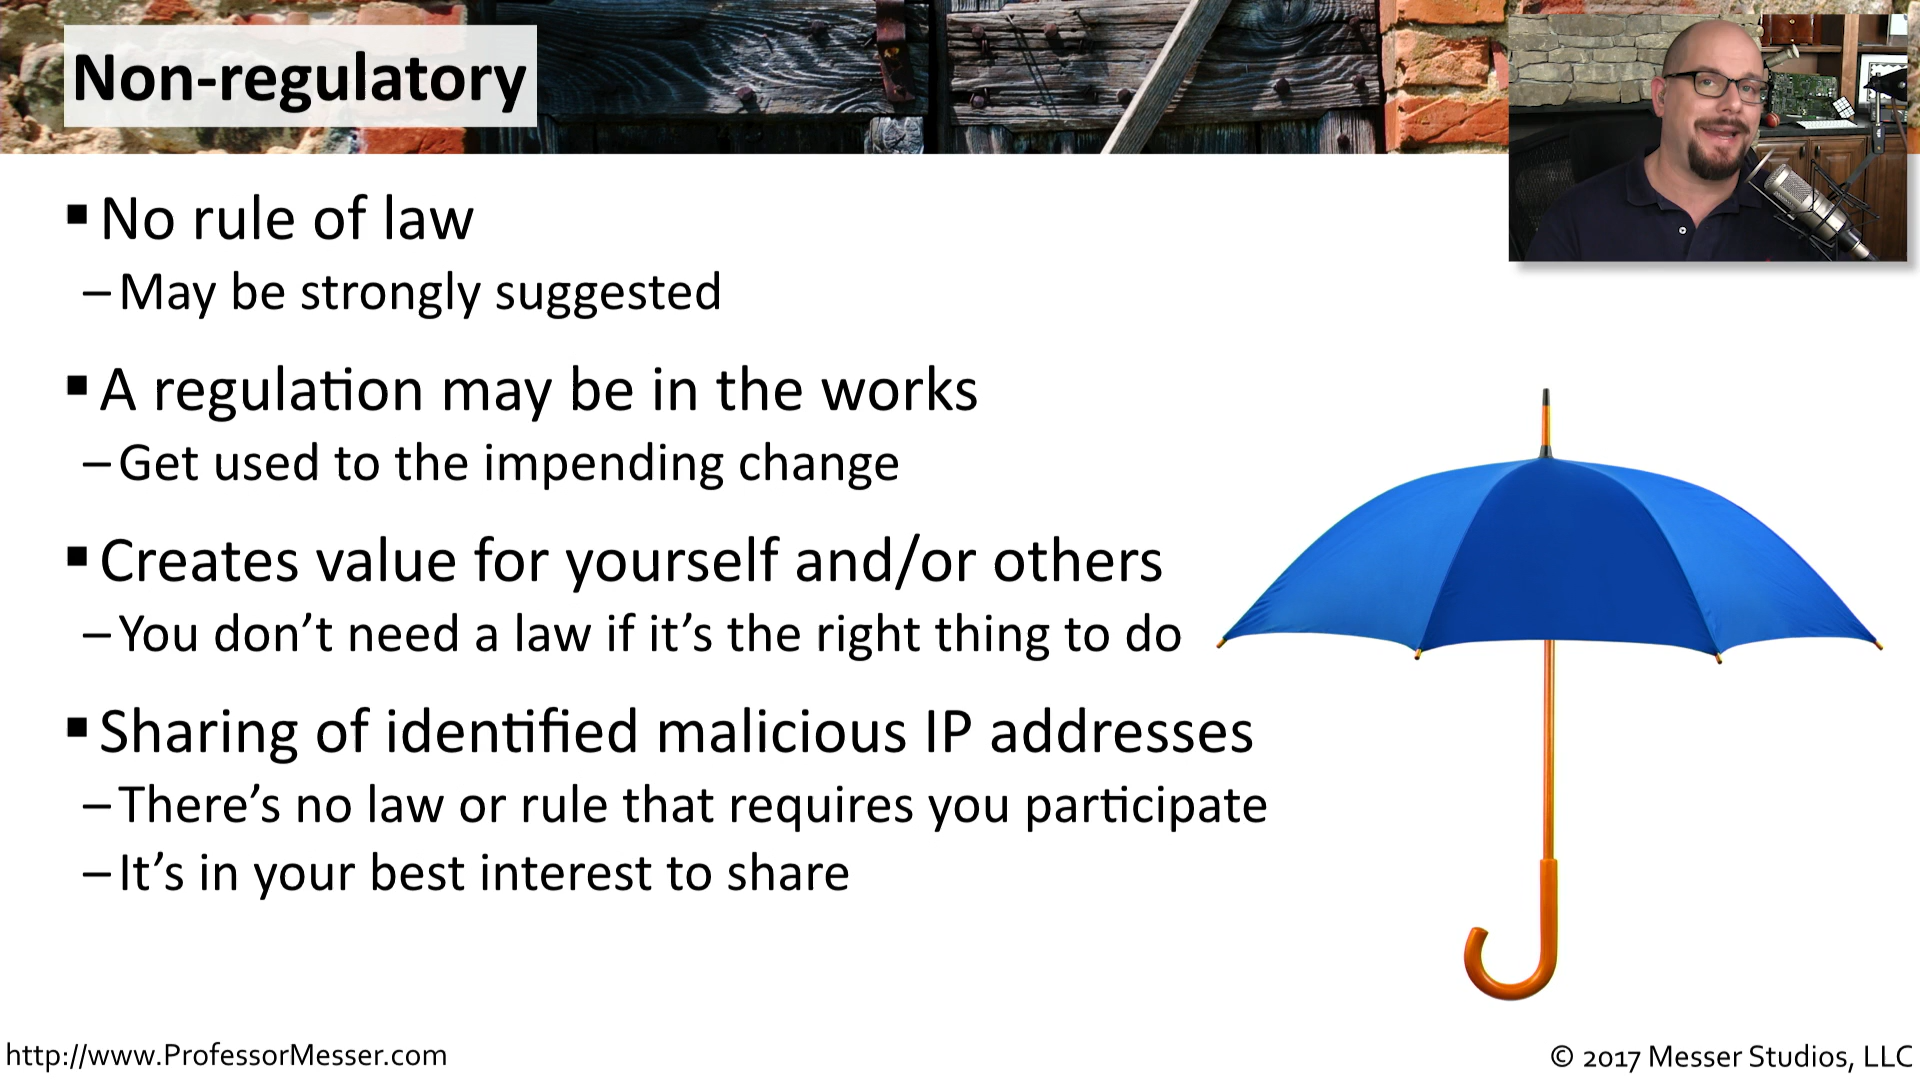 Non-regulatory
▪ No rule of law
– May be strongly suggested
▪ A regulation may be in the works
– Get used to the impending change
▪ Creates value for yourself and/or others
– You don’t need a law if it’s the right thing to do
▪ Sharing of identified malicious IP addresses
– There’s no law or rule that requires you participate
– It’s in your best interest to share
http://www.ProfessorMesser.com
© 2017 Messer Studios, LLC